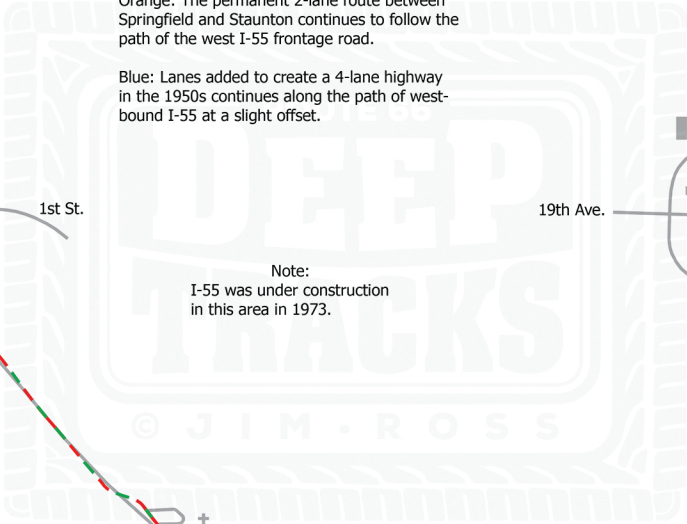 Orange: The permanent 2-lane route between
Springfield and Staunton continues to follow the
path of the west I-55 frontage road.
Blue: Lanes added to create a 4-lane highway
in the 1950s continues along the path of west-
bound I-55 at a slight offset.
ROUTE 66
DEEP
TRACKS
1st St.
19th Ave.
Note:
I-55 was under construction
in this area in 1973.
© JIM • ROSS